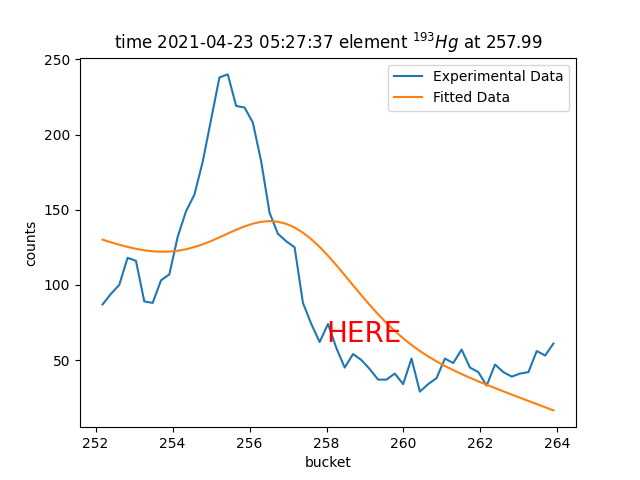 time 2021-04-23 05:27:37 element ¹⁹³Hg at 257.99
Experimental Data
Fitted Data
250
200
150
100
50
counts
HERE
252 254 256 258 260 262 264
bucket